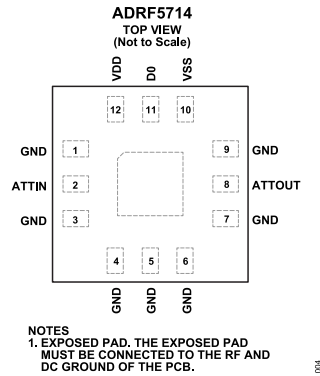 ADRF5714
TOP VIEW
(Not to Scale)
VDD
D0
VSS
12
11
10
GND
1
9
GND
ATTIN
2
8
ATTOUT
GND
3
7
GND
4
5
6
GND
GND
GND
NOTES
1. EXPOSED PAD. THE EXPOSED PAD
MUST BE CONNECTED TO THE RF AND
DC GROUND OF THE PCB.
004